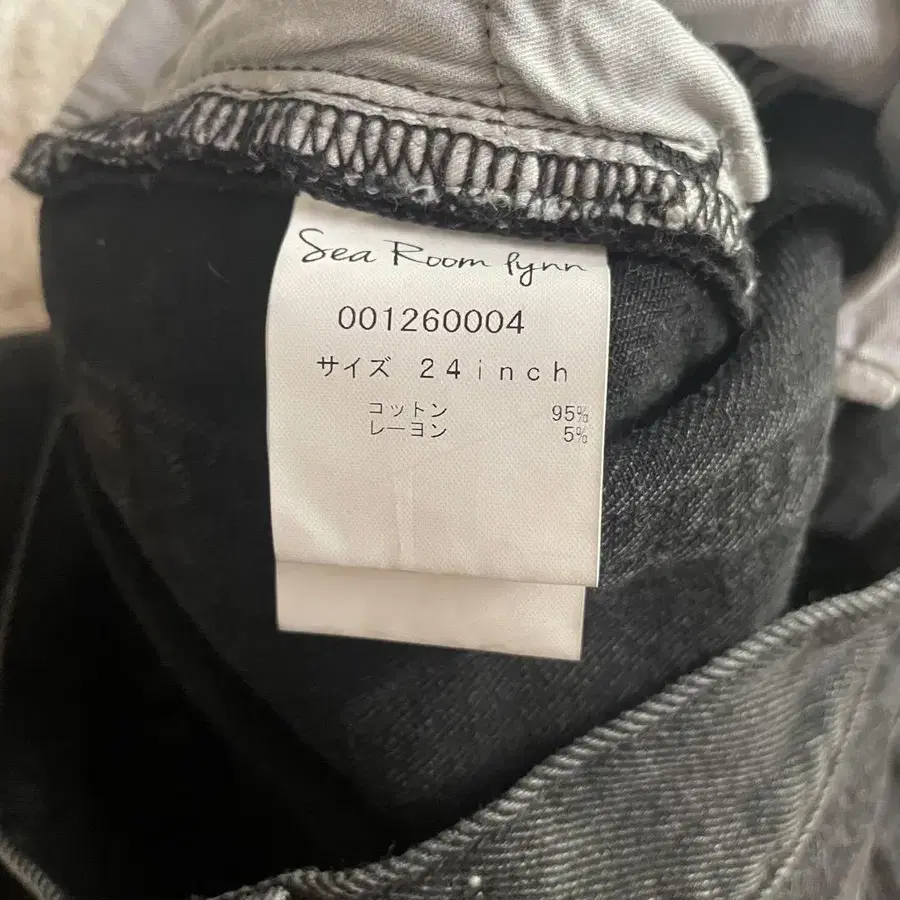 Sea Room lynn
001260004
サイズ 24inch
コットン 95%
レーヨン 5%